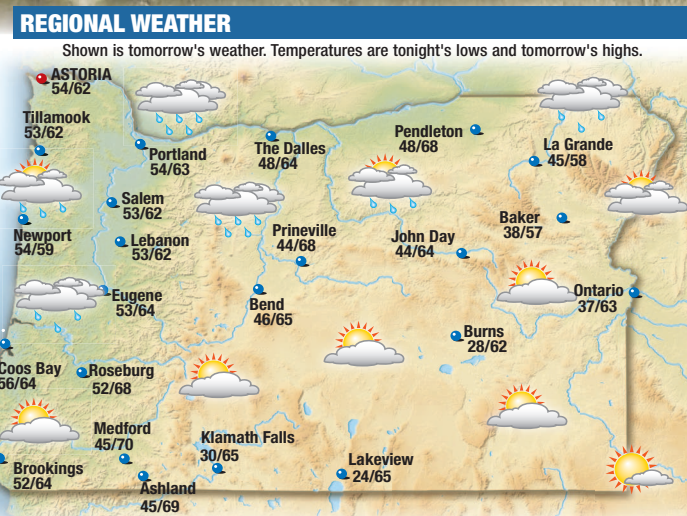 REGIONAL WEATHER
Shown is tomorrow's weather. Temperatures are tonight's lows and tomorrow's highs.
ASTORIA
54/62
Tillamook
53/62
Portland
54/63
The Dalles
48/64
Pendleton
48/68
La Grande
45/58
Salem
53/62
Newport
54/59
Lebanon
53/62
Prineville
44/68
John Day
44/64
Baker
38/57
Eugene
53/64
Bend
46/65
Ontario
37/63
Burns
28/62
Coos Bay
56/64
Roseburg
52/68
Medford
45/70
Klamath Falls
30/65
Lakeview
24/65
Brookings
52/64
Ashland
45/69